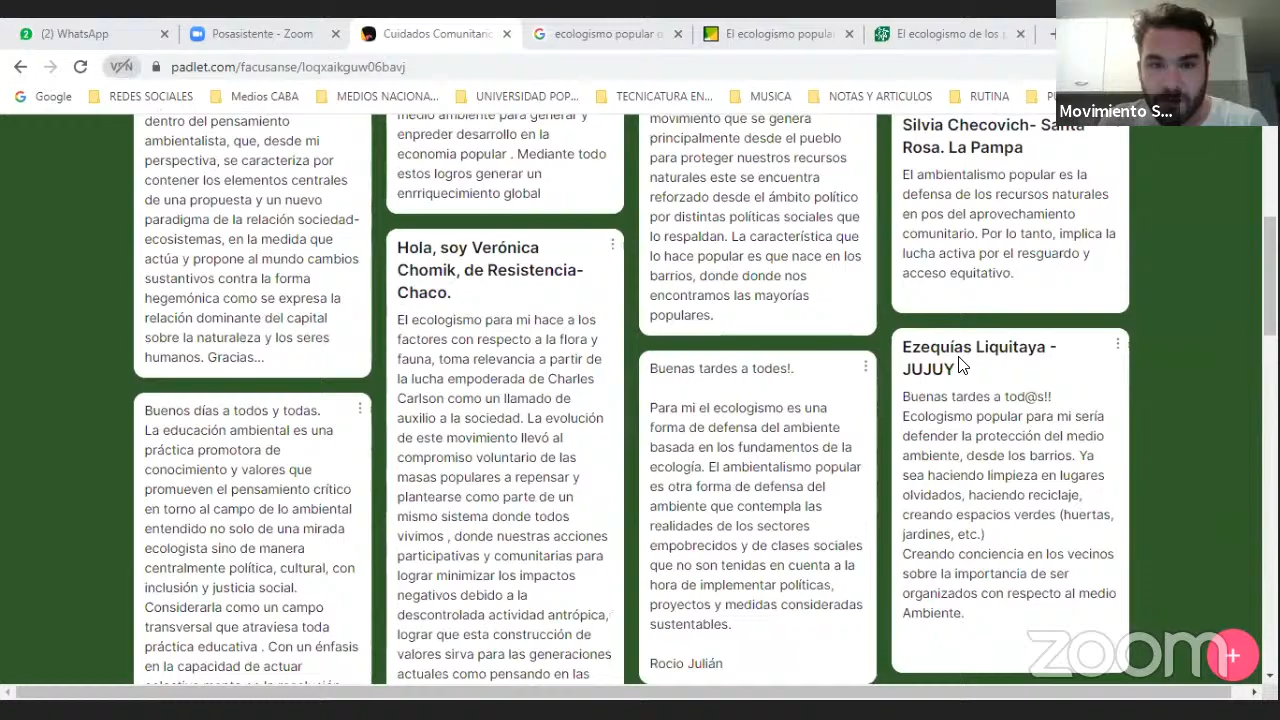 (2) WhatsApp
Posasistente - Zoom
Cuidados Comunitario
ecologismo popular o
El ecologismo popular
El ecologismo de los
VPN
padlet.com/facusanse/loqxaikguw06bavj
Google
REDES SOCIALES
Medios CABA
MEDIOS NACIONA...
UNIVERSIDAD POP...
TECNICATURA EN...
MUSICA
NOTAS Y ARTICULOS
RUTINA
Movimiento S...
dentro del pensamiento
ambientalista, que, desde mi
perspectiva, se caracteriza por
contener los elementos centrales
de una propuesta y un nuevo
paradigma de la relación sociedad-
ecosistemas, en la medida que
actúa y propone al mundo cambios
sustantivos contra la forma
hegemónica como se expresa la
relación dominante del capital
sobre la naturaleza y los seres
humanos. Gracias...
Buenos días a todos y todas.
La educación ambiental es una
práctica promotora de
conocimiento y valores que
promueven el pensamiento crítico
en torno al campo de lo ambiental
entendido no solo de una mirada
ecologista sino de manera
centralmente política, cultural, con
inclusión y justicia social.
Considerarla como un campo
transversal que atraviesa toda
práctica educativa . Con un énfasis
en la capacidad de actuar
medio ambiente para generar y
enpreder desarrollo en la
economia popular . Mediante todo
estos logros generar un
enrriquecimiento global
Hola, soy Verónica
Chomik, de Resistencia-
Chaco.
El ecologismo para mi hace a los
factores con respecto a la flora y
fauna, toma relevancia a partir de
la lucha empoderada de Charles
Carlson como un llamado de
auxilio a la sociedad. La evolución
de este movimiento llevó al
compromiso voluntario de las
masas populares a repensar y
plantearse como parte de un
mismo sistema donde todos
vivimos , donde nuestras acciones
participativas y comunitarias para
lograr minimizar los impactos
negativos debido a la
descontrolada actividad antrópica,
lograr que esta construcción de
valores sirva para las generaciones
actuales como pensando en las
movimiento que se genera
principalmente desde el pueblo
para proteger nuestros recursos
naturales este se encuentra
reforzado desde el ámbito político
por distintas políticas sociales que
lo respaldan. La característica que
lo hace popular es que nace en los
barrios, donde donde nos
encontramos las mayorías
populares.
Buenas tardes a todes!.
Para mi el ecologismo es una
forma de defensa del ambiente
basada en los fundamentos de la
ecología. El ambientalismo popular
es otra forma de defensa del
ambiente que contempla las
realidades de los sectores
empobrecidos y de clases sociales
que no son tenidas en cuenta a la
hora de implementar políticas,
proyectos y medidas consideradas
sustentables.
Rocio Julián
Silvia Checovich- Santa
Rosa. La Pampa
El ambientalismo popular es la
defensa de los recursos naturales
en pos del aprovechamiento
comunitario. Por lo tanto, implica la
lucha activa por el resguardo y
acceso equitativo.
Ezequías Liquitaya -
JUJUY
Buenas tardes a tod@s!!
Ecologismo popular para mi sería
defender la protección del medio
ambiente, desde los barrios. Ya
sea haciendo limpieza en lugares
olvidados, haciendo reciclaje,
creando espacios verdes (huertas,
jardines, etc.)
Creando conciencia en los vecinos
sobre la importancia de ser
organizados con respecto al medio
Ambiente.
zoom